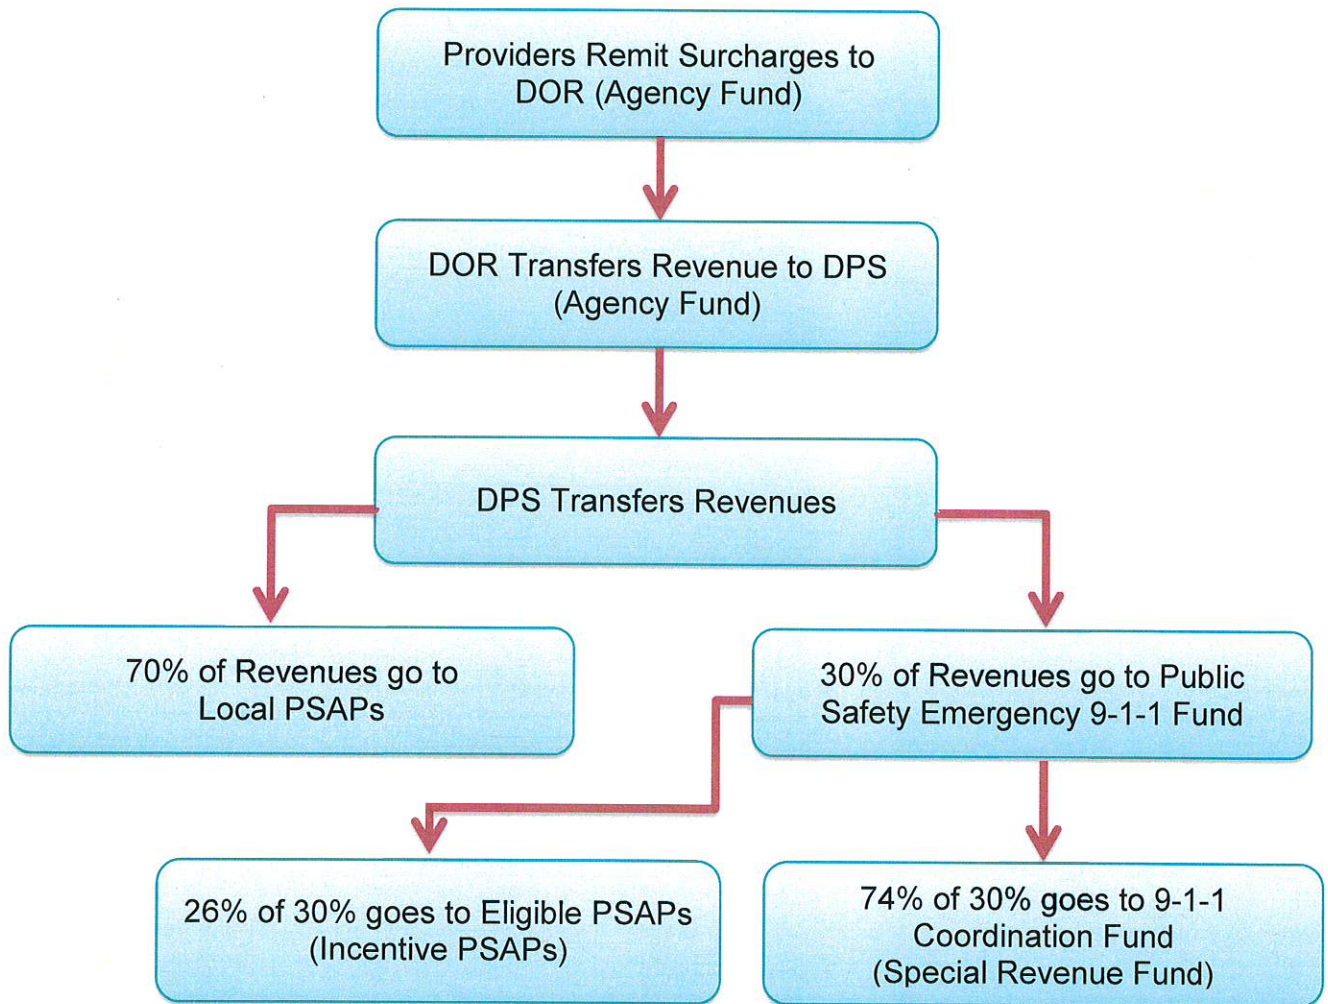 Providers Remit Surcharges to
DOR (Agency Fund)
DOR Transfers Revenue to DPS
(Agency Fund)
DPS Transfers Revenues
70% of Revenues go to
Local PSAPs
30% of Revenues go to Public
Safety Emergency 9-1-1 Fund
26% of 30% goes to Eligible PSAPs
(Incentive PSAPs)
74% of 30% goes to 9-1-1
Coordination Fund
(Special Revenue Fund)